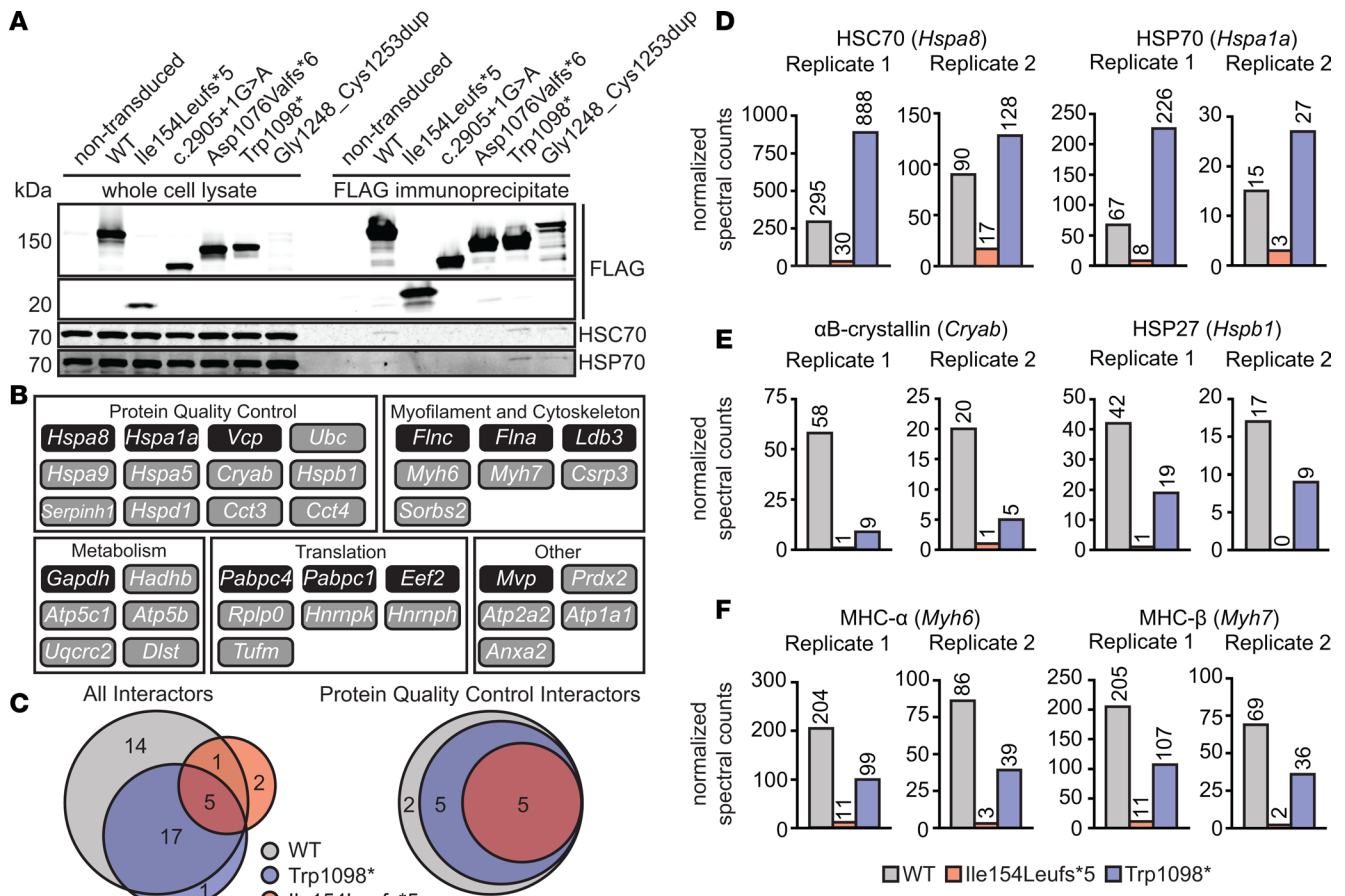 A
non-transduced
WT
Ile154Leufs*5
c.2905+1G>A
Asp1076Valfs*6
Trp1098*
Gly1248_Cys1253dup
non-transduced
WT
Ile154Leufs*5
c.2905+1G>A
Asp1076Valfs*6
Trp1098*
Gly1248_Cys1253dup
kDa
whole cell lysate
FLAG immunoprecipitate
150
20
FLAG
70
HSC70
70
HSP70
B
Protein Quality Control
Hspa8 Hspa1a Vcp Ubc
Hspa9 Hspa5 Cryab Hspb1
Serpinh1 Hspd1 Cct3 Cct4
Myofilament and Cytoskeleton
Flnc Flna Ldb3
Myh6 Myh7 Csrp3
Sorbs2
Metabolism
Gapdh Hadhb
Atp5c1 Atp5b
Uqcrc2 Dlst
Translation
Pabpc4 Pabpc1 Eef2
Rplp0 Hnrnpk Hnrnph
Tufm
Other
Mvp Prdx2
Atp2a2 Atp1a1
Anxa2
C
All Interactors
14
1
2
5
17
1
WT
Trp1098*
Ile154Leufs*5
Protein Quality Control Interactors
2 5 5
D
HSC70 (Hspa8)
Replicate 1
normalized
spectral counts
1000
750
500
250
0
295
30
888
Replicate 2
150
100
50
0
90
17
128
HSP70 (Hspa1a)
Replicate 1
250
200
150
100
50
0
67
8
226
Replicate 2
30
20
10
0
15
3
27
E
αB-crystallin (Cryab)
Replicate 1
normalized
spectral counts
75
50
25
0
58
1
9
Replicate 2
25
20
15
10
5
0
20
1
5
HSP27 (Hspb1)
Replicate 1
50
40
30
20
10
0
42
1
19
Replicate 2
20
15
10
5
0
17
0
9
F
MHC-α (Myh6)
Replicate 1
normalized
spectral counts
300
200
100
0
204
11
99
Replicate 2
100
75
50
25
0
86
3
39
MHC-β (Myh7)
Replicate 1
250
200
150
100
50
0
205
11
107
Replicate 2
100
75
50
25
0
69
2
36
WT Ile154Leufs*5 Trp1098*